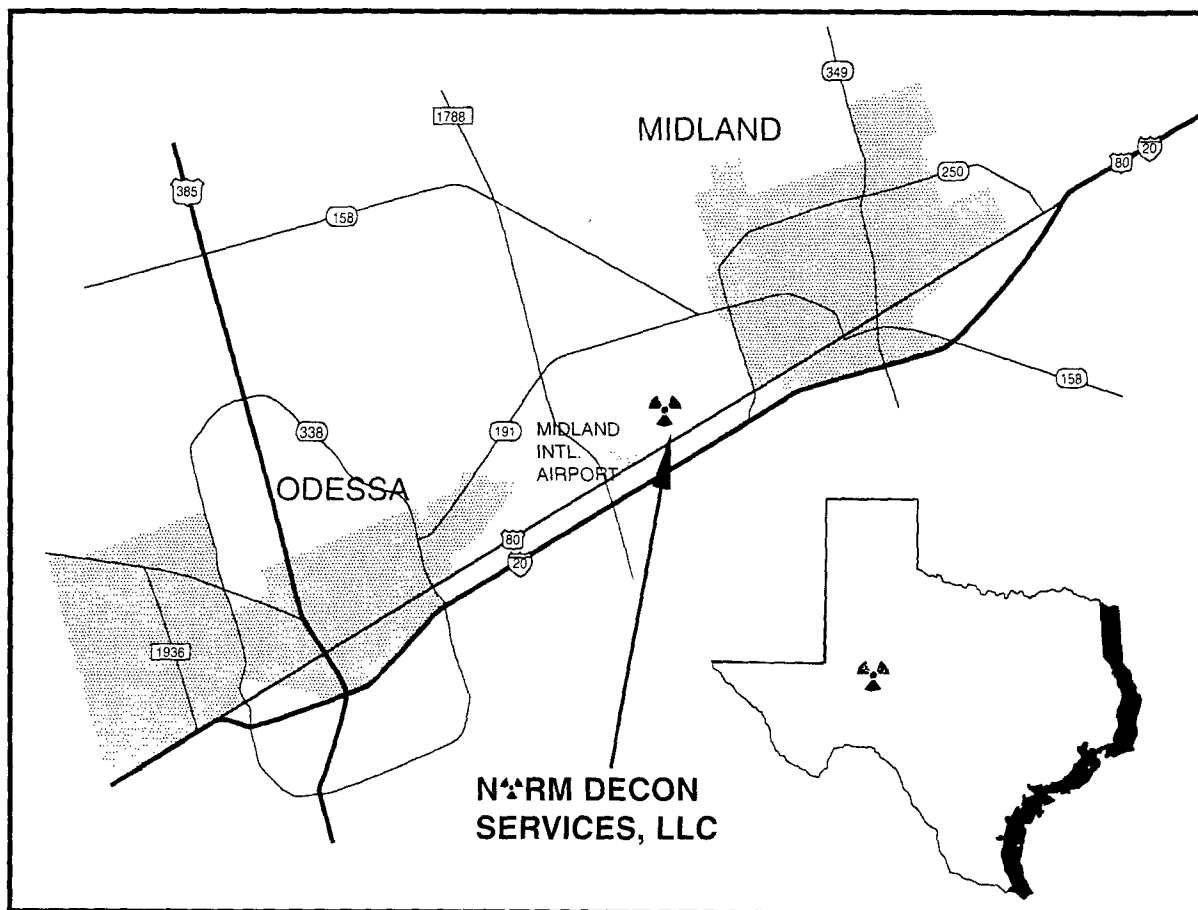 349
1788
MIDLAND
20
80
250
385
158
158
338
191
MIDLAND
INTL.
AIRPORT
ODESSA
80
20
1936
N☢RM DECON
SERVICES, LLC